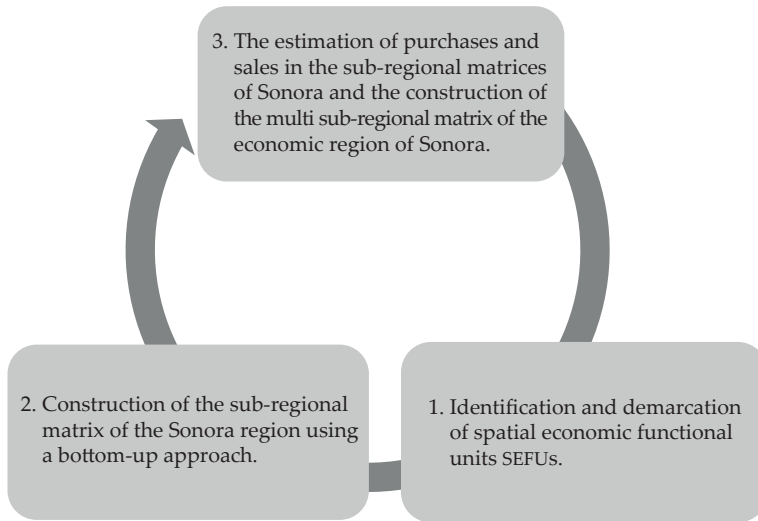 3. The estimation of purchases and
sales in the sub-regional matrices
of Sonora and the construction of
the multi sub-regional matrix of the
economic region of Sonora.
2. Construction of the sub-regional
matrix of the Sonora region using
a bottom-up approach.
1. Identification and demarcation
of spatial economic functional
units SEFUs.